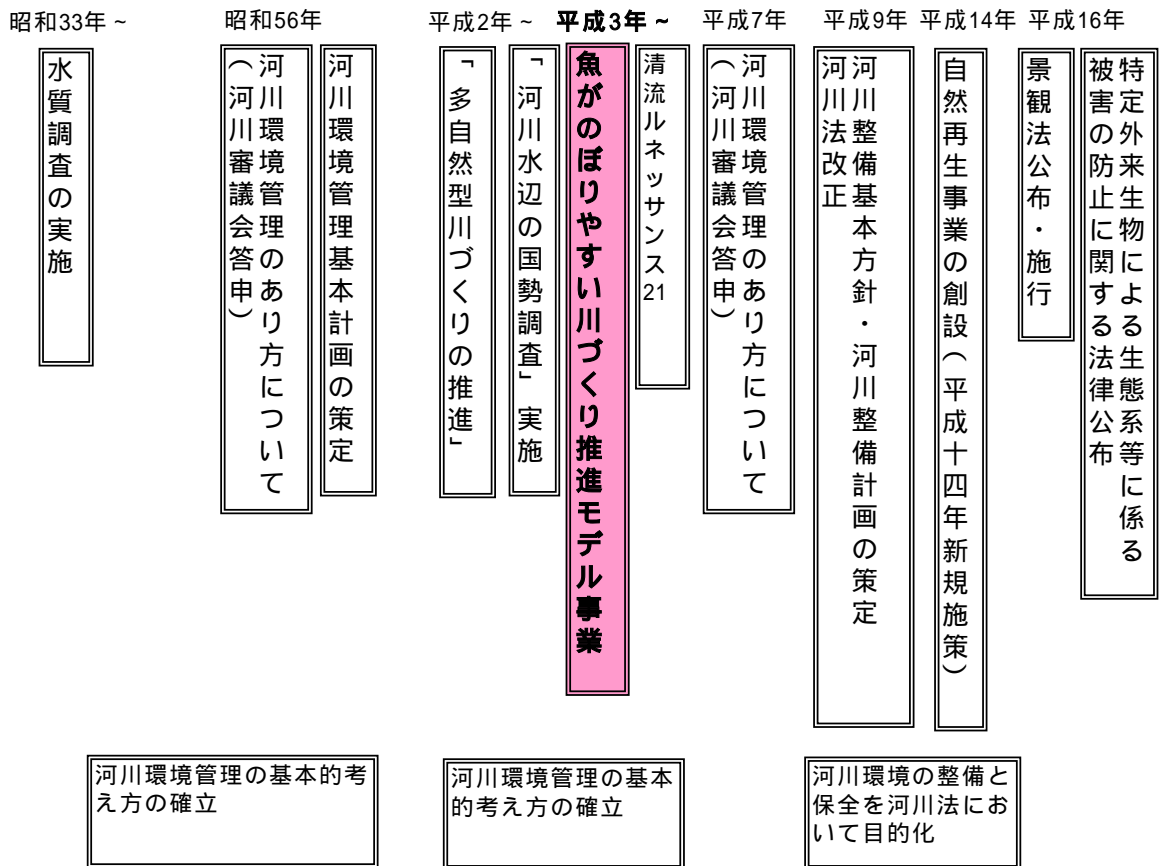 昭和33年～
昭和56年
平成2年～
平成3年～
平成7年
平成9年
平成14年
平成16年
水質調査の実施
河川環境管理のあり方について
（河川審議会答申）
河川環境管理基本計画の策定
「多自然型川づくりの推進」
「河川水辺の国勢調査」実施
魚がのぼりやすい川づくり推進モデル事業
清流ルネッサンス21
河川環境管理のあり方について
（河川審議会答申）
河川整備基本方針・河川整備計画の策定
河川法改正
自然再生事業の創設（平成十四年新規施策）
景観法公布・施行
特定外来生物による生態系等に係る
被害の防止に関する法律公布
河川環境管理の基本的考
え方の確立
河川環境管理の基本
的考え方の確立
河川環境の整備と
保全を河川法にお
いて目的化